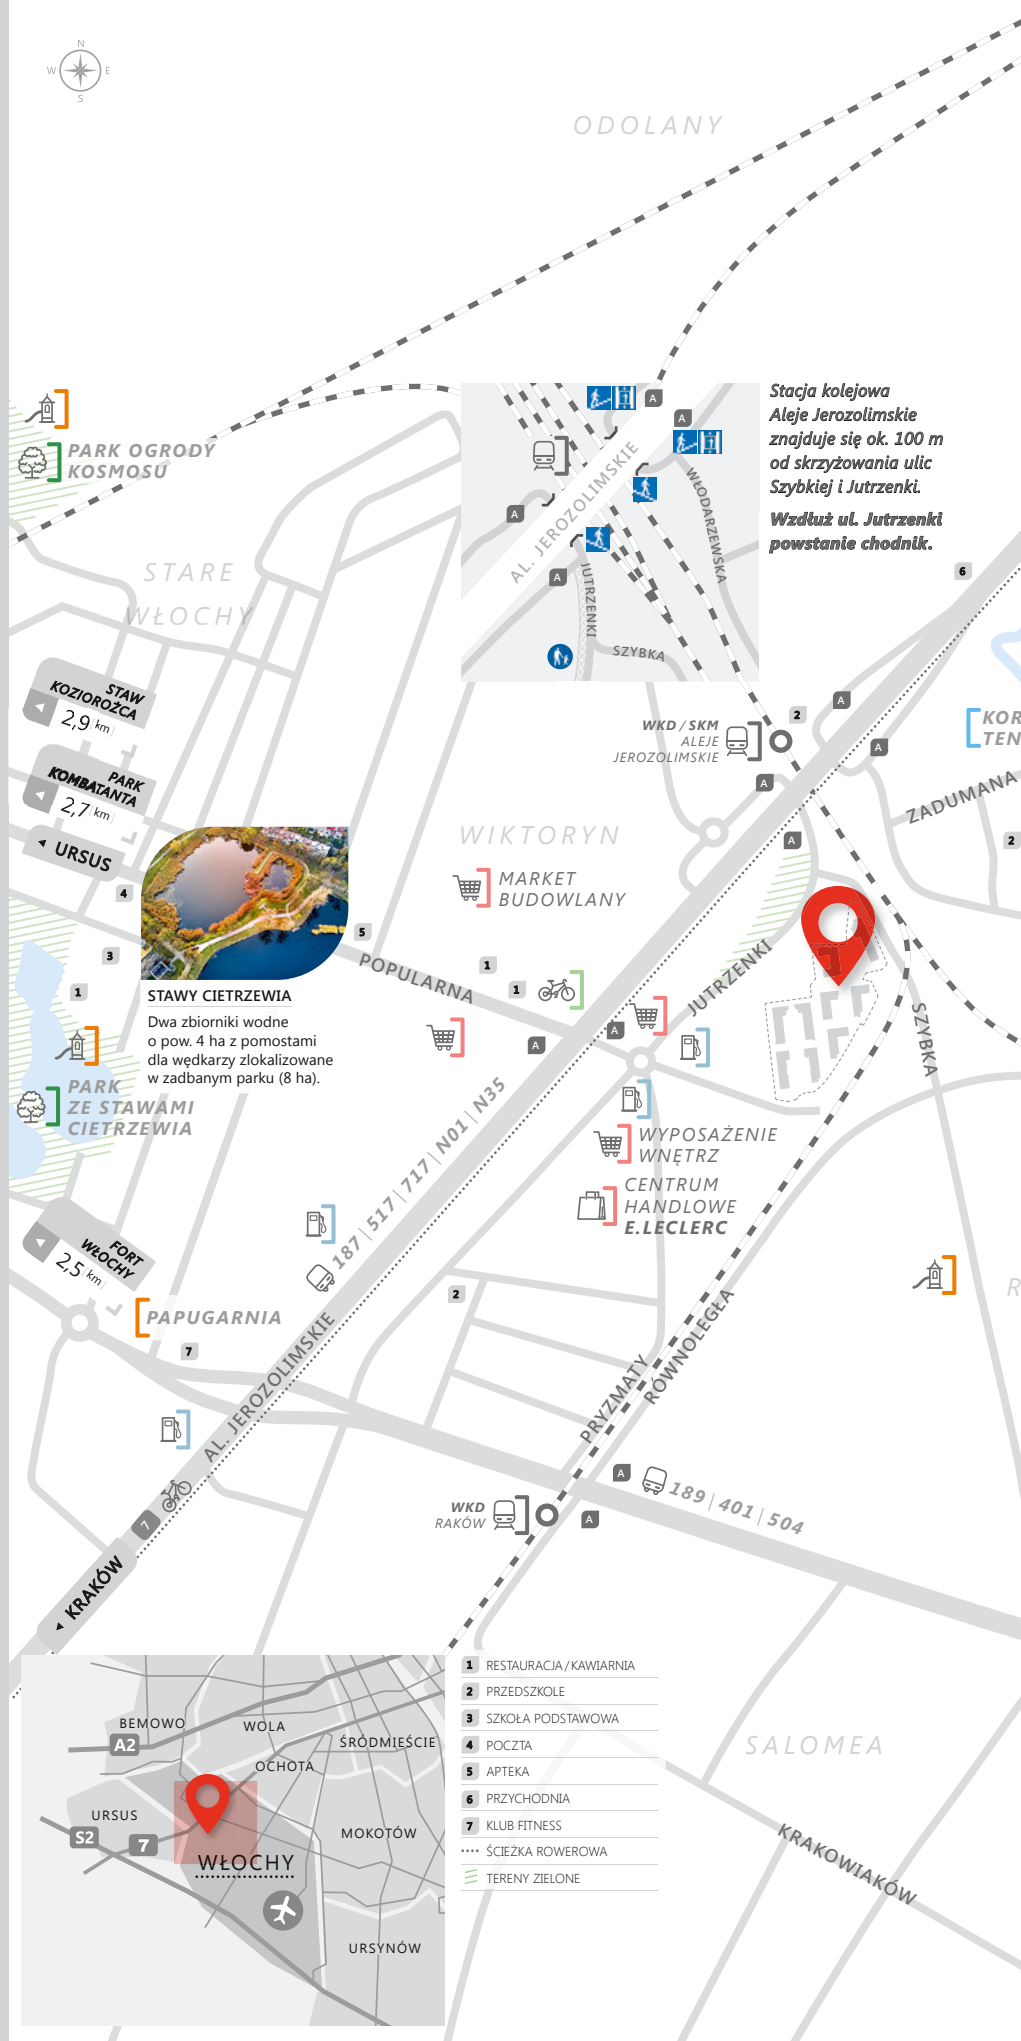 N
W E
S
ODOLANY
Stacja kolejowa
Aleje Jerozolimskie
znajduje się ok. 100 m
od skrzyżowania ulic
Szybkiej i Jutrzenki.
Wzdłuż ul. Jutrzenki
powstanie chodnik.
A
A
A
A
AL. JEROZOLIMSKIE
WŁODARZEWSKA
JUTRZENKI
SZYBKA
PARK OGRODY
KOSMOSU
STARE
WŁOCHY
6
STAW
KOZIOROŻCA
2,9 km
PARK
KOMBATANTA
2,7 km
URSUS
WKD / SKM
ALEJE
JEROZOLIMSKIE
2
A
A
A
A
KOR
TEN
ZADUMANA
2
WIKTORYN
MARKET
BUDOWLANY
4
3
1
5
1
1
POPULARNA
JUTRZENKI
SZYBKA
A
A
STAWY CIETRZEWIA
Dwa zbiorniki wodne
o pow. 4 ha z pomostami
dla wędkarzy zlokalizowane
w zadbanym parku (8 ha).
PARK
ZE STAWAMI
CIETRZEWIA
WYPOSAŻENIE
WNĘTRZ
CENTRUM
HANDLOWE
E.LECLERC
187 | 517 | 717 | N01 | N35
FORT
WŁOCHY
2,5 km
PAPUGARNIA
7
2
R
AL. JEROZOLIMSKIE
PRYZMATY
RÓWNOLEGŁA
A
189 | 401 | 504
WKD
RAKÓW
A
7
KRAKÓW
BEMOWO
WOLA
A2
ŚRÓDMIEŚCIE
OCHOTA
URSUS
S2
7
MOKOTÓW
WŁOCHY
URSYNÓW
1 RESTAURACJA / KAWIARNIA
2 PRZEDSZKOLE
3 SZKOŁA PODSTAWOWA
4 POCZTA
5 APTEKA
6 PRZYCHODNIA
7 KLUB FITNESS
ŚCIEŻKA ROWEROWA
TERENY ZIELONE
SALOMEA
KRAKOWIAKÓW